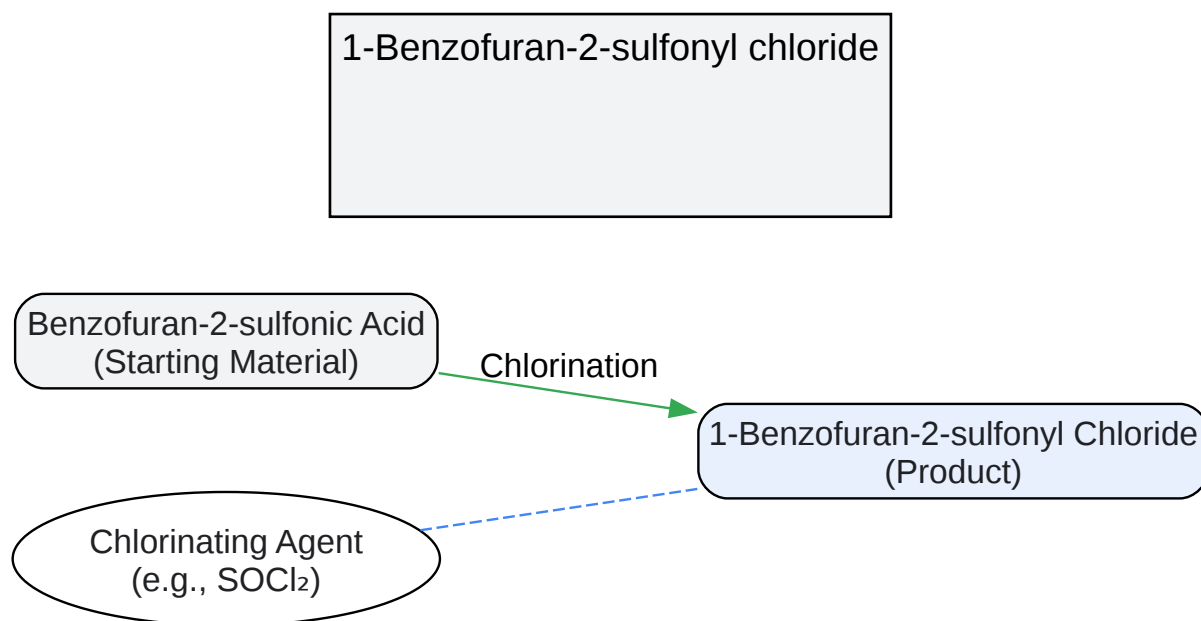 1-Benzofuran-2-sulfonyl chloride
Benzofuran-2-sulfonic Acid
(Starting Material)
Chlorination
1-Benzofuran-2-sulfonyl Chloride
(Product)
Chlorinating Agent
(e.g., SOCl₂)